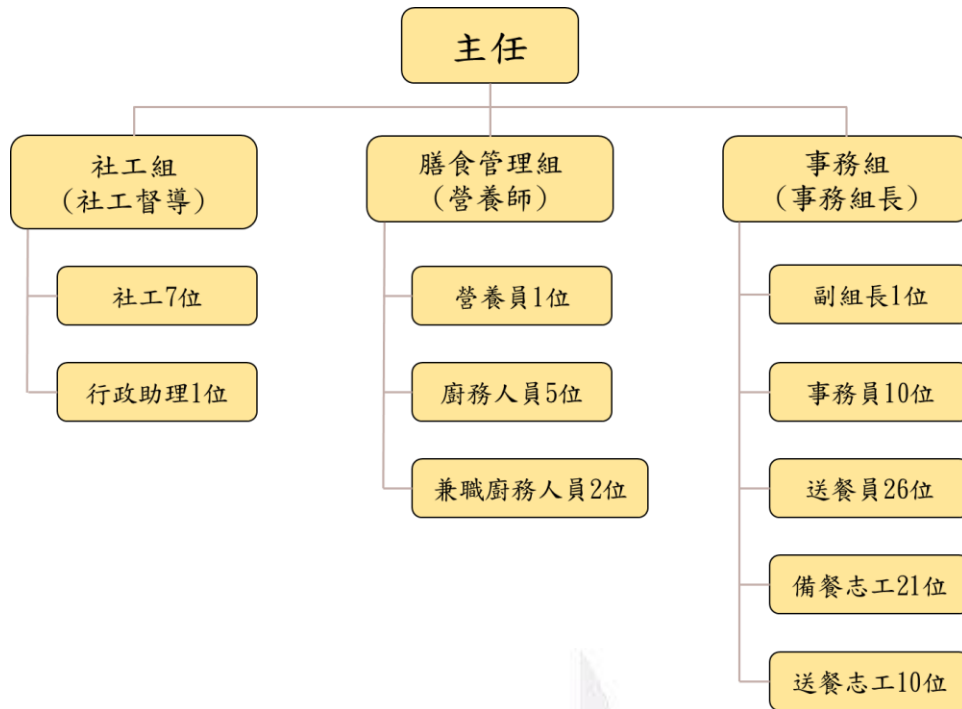 主任
社工組
(社工督導)
社工7位
行政助理1位
膳食管理組
(營養師)
營養員1位
廚務人員5位
兼職廚務人員2位
事務組
(事務組長)
副組長1位
事務員10位
送餐員26位
備餐志工21位
送餐志工10位